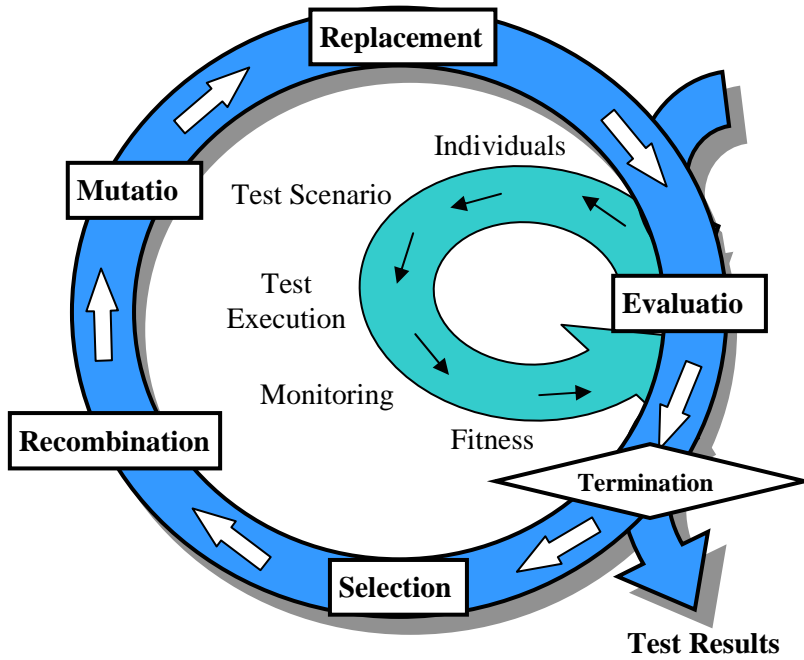 Replacement
Individuals
Mutatio
Test Scenario
Test
Execution
Evaluatio
Monitoring
Recombination
Fitness
Termination
Selection
Test Results